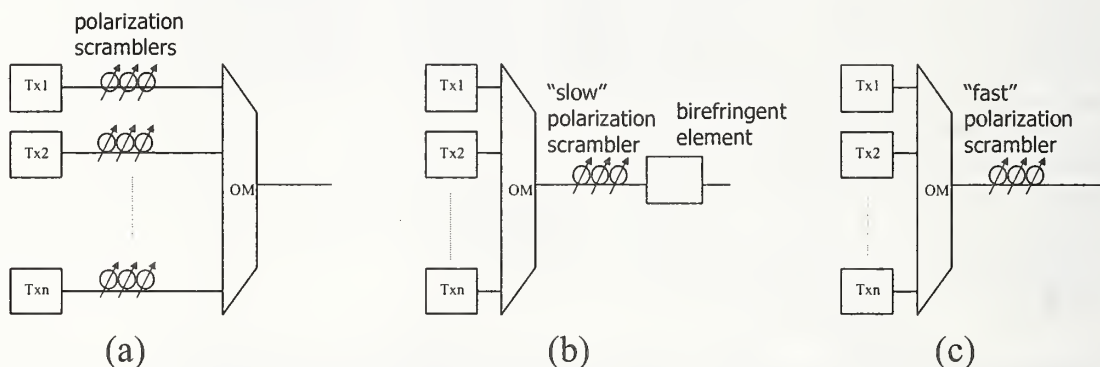 polarization
scramblers
Tx1
Tx2
Txn
OM
(a)
Tx1
Tx2
Txn
OM
"slow"
polarization
scrambler
birefringent
element
(b)
Tx1
Tx2
Txn
OM
"fast"
polarization
scrambler
(c)